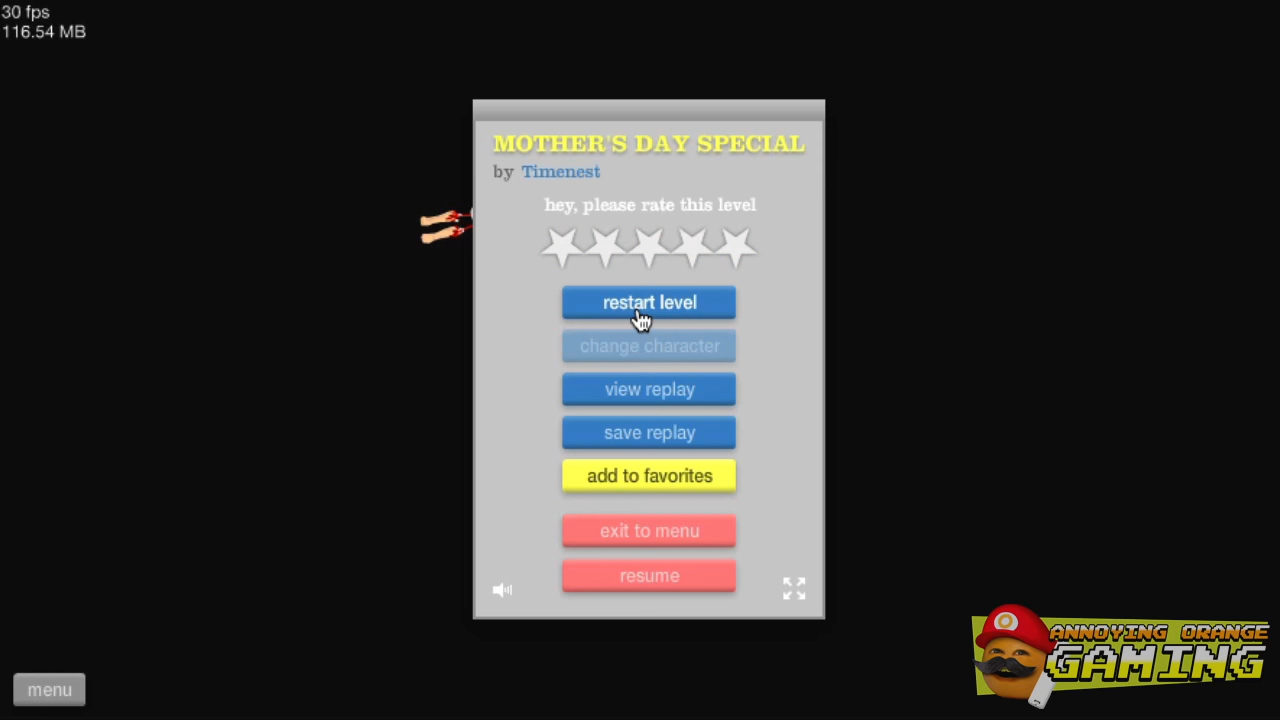 30 fps
116.54 MB
MOTHER'S DAY SPECIAL
by Timenest
hey, please rate this level
restart level
change character
view replay
save replay
add to favorites
exit to menu
resume
menu
ANNOYING ORANGE
GAMING